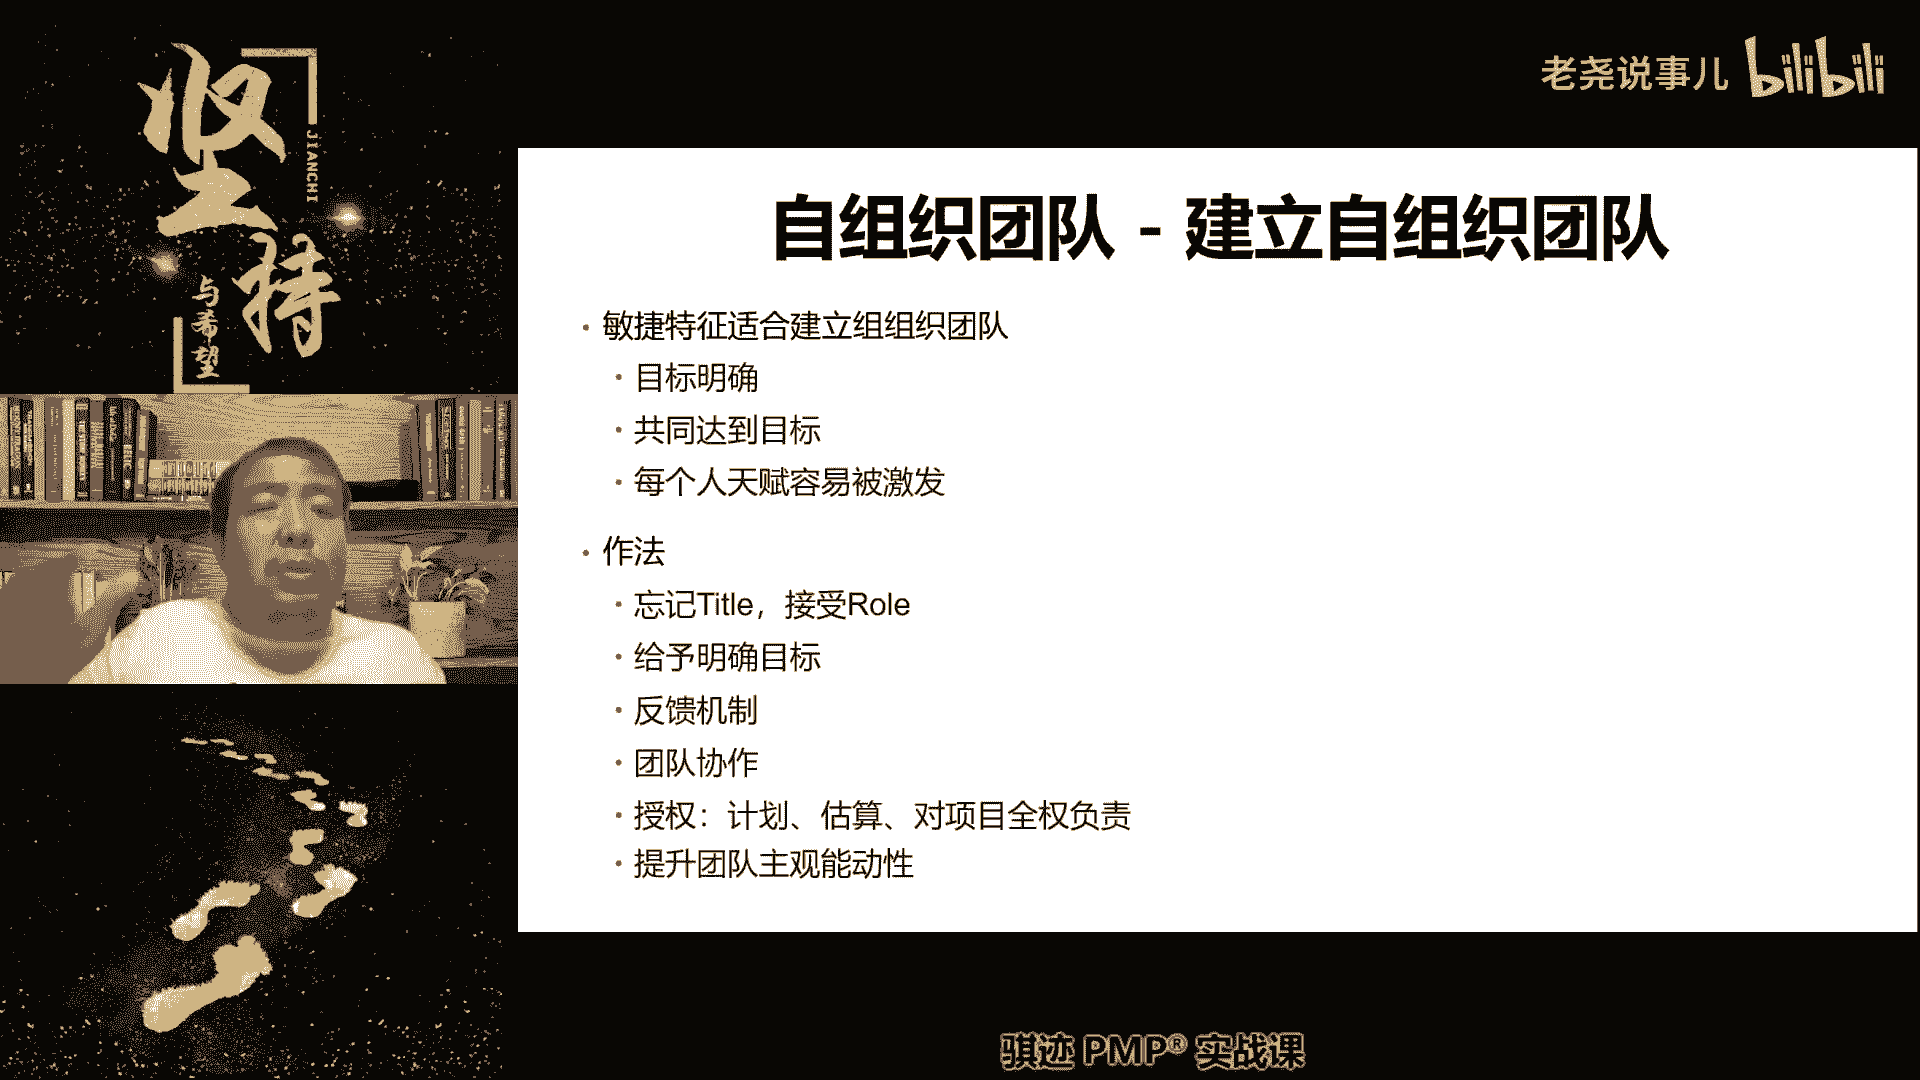 坚持
JIANCHI
与希望
老尧说事儿 bilibili
自组织团队 - 建立自组织团队
· 敏捷特征适合建立组组织团队
· 目标明确
· 共同达到目标
· 每个人天赋容易被激发
· 作法
· 忘记Title，接受Role
· 给予明确目标
· 反馈机制
· 团队协作
· 授权：计划、估算、对项目全权负责
· 提升团队主观能动性
骐迹 PMP® 实战课